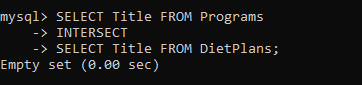 mysql> SELECT Title FROM Programs
    -> INTERSECT
    -> SELECT Title FROM DietPlans;
Empty set (0.00 sec)